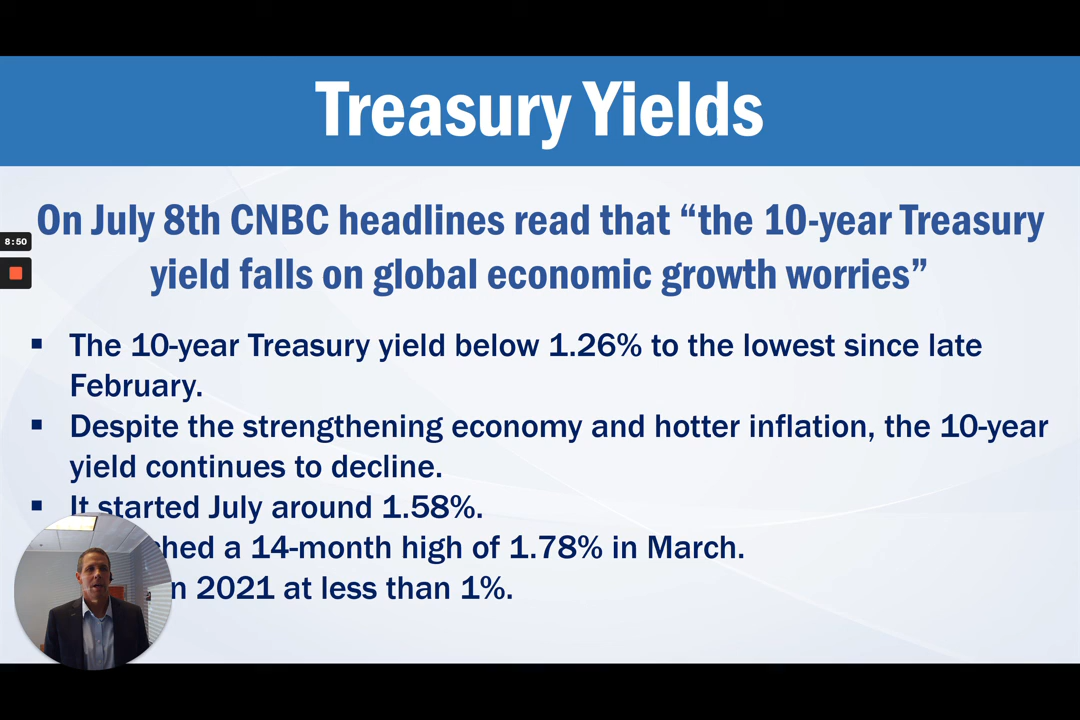 Treasury Yields
On July 8th CNBC headlines read that “the 10-year Treasury
yield falls on global economic growth worries”
8:50
▪ The 10-year Treasury yield below 1.26% to the lowest since late
February.
▪ Despite the strengthening economy and hotter inflation, the 10-year
yield continues to decline.
▪ It started July around 1.58%.
a 14-month high of 1.78% in March.
2021 at less than 1%.